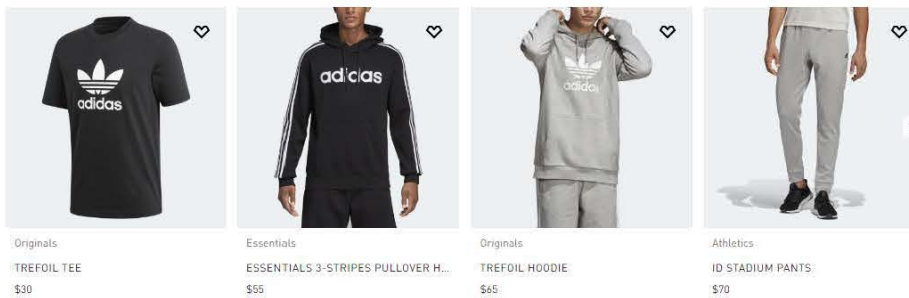 adidas
adidas
adidas
Originals
TREFOIL TEE
$30
Essentials
ESSENTIALS 3-STRIPES PULLOVER H...
$55
Originals
TREFOIL HOODIE
$65
Athletics
ID STADIUM PANTS
$70